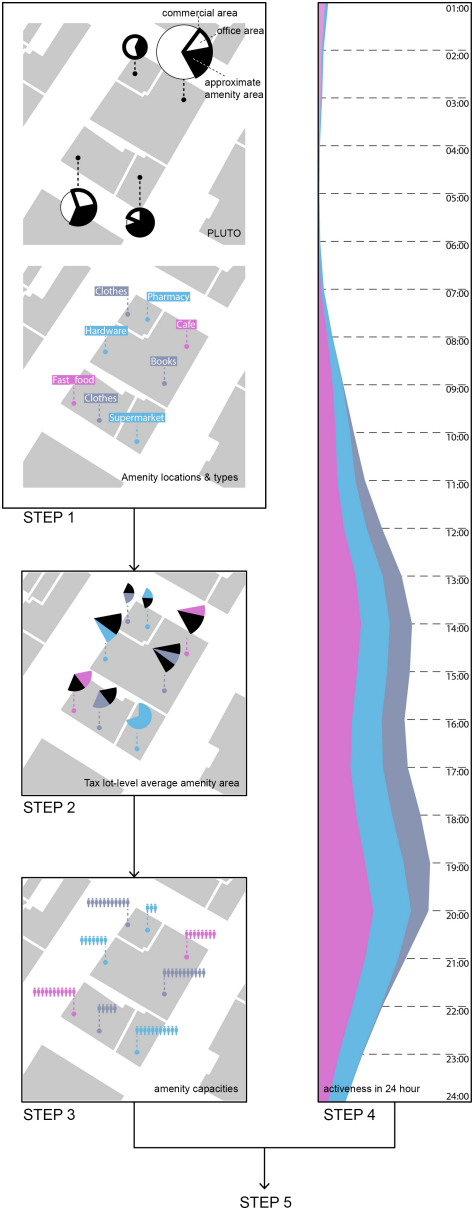 commercial area
office area
approximate
amenity area
PLUTO
Clothes
Pharmacy
Cafe
Hardware
Books
Fast food
Clothes
Supermarket
Amenity locations & types
STEP 1
Tax lot-level average amenity area
STEP 2
amenity capacities
STEP 3
01:00
02:00
03:00
04:00
05:00
06:00
07:00
08:00
09:00
10:00
11:00
12:00
13:00
14:00
15:00
16:00
17:00
18:00
19:00
20:00
21:00
22:00
23:00
24:00
activeness in 24 hour
STEP 4
STEP 5